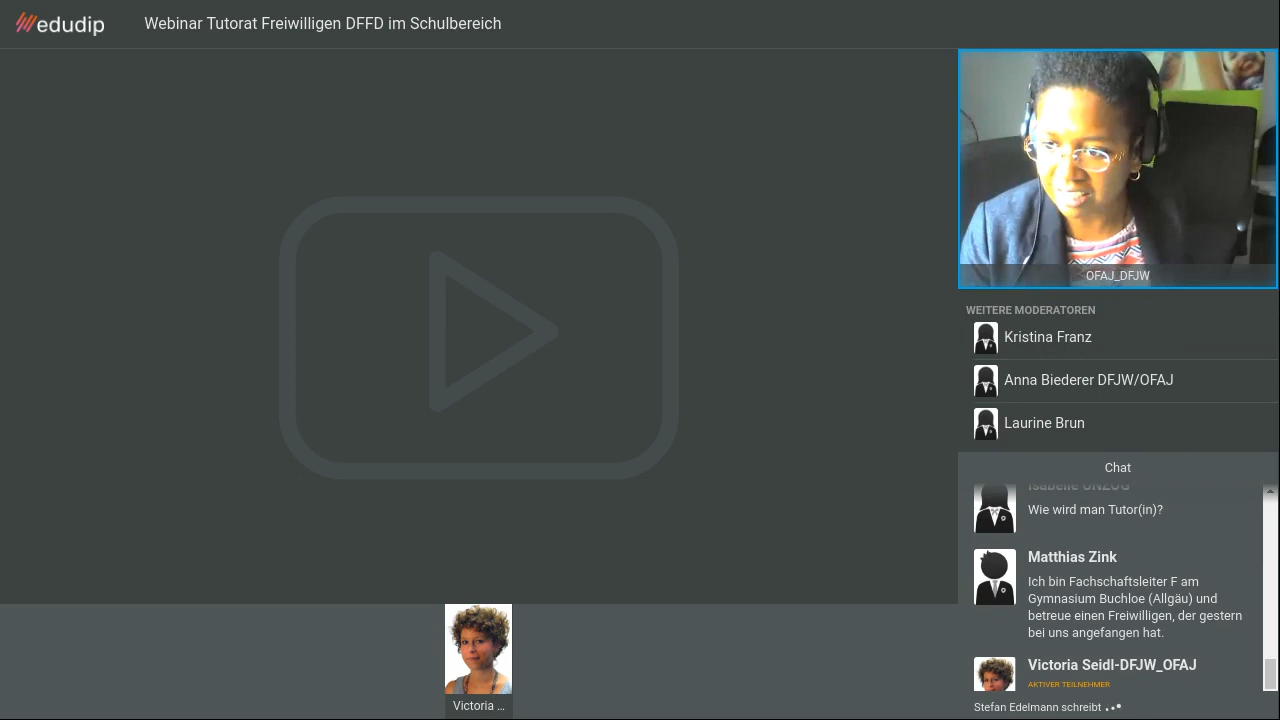 edudip
Webinar Tutorat Freiwilligen DFFD im Schulbereich
OFAJ_DFJW
WEITERE MODERATOREN
Kristina Franz
Anna Biederer DFJW/OFAJ
Laurine Brun
Chat
Isabelle UNZOG
Wie wird man Tutor(in)?
Matthias Zink
Ich bin Fachschaftsleiter F am
Gymnasium Buchloe (Allgäu) und
betreue einen Freiwilligen, der gestern
bei uns angefangen hat.
Victoria Seidl-DFJW_OFAJ
AKTIVER TEILNEHMER
Stefan Edelmann schreibt
Victoria ...